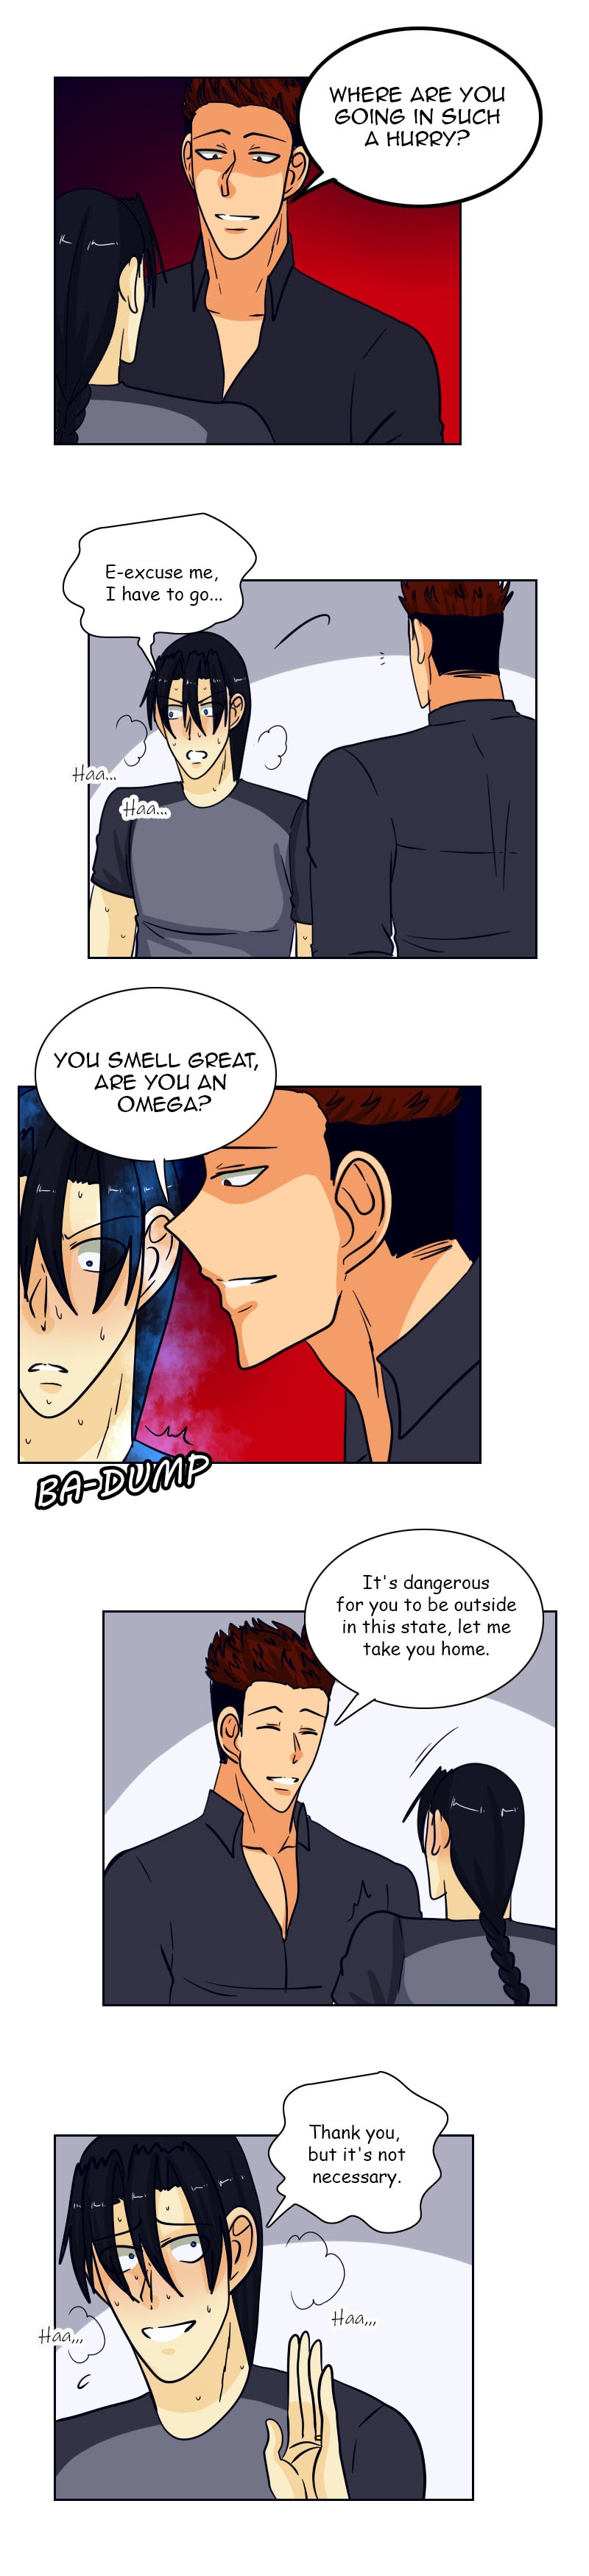 WHERE ARE YOU
GOING IN SUCH
A HURRY?
E-excuse me,
I have to go...
Haa...
Haa...
YOU SMELL GREAT,
ARE YOU AN
OMEGA?
BA-DUMP
It's dangerous
for you to be outside
in this state, let me
take you home.
Thank you,
but it's not
necessary.
Haa,,,
Haa,,,